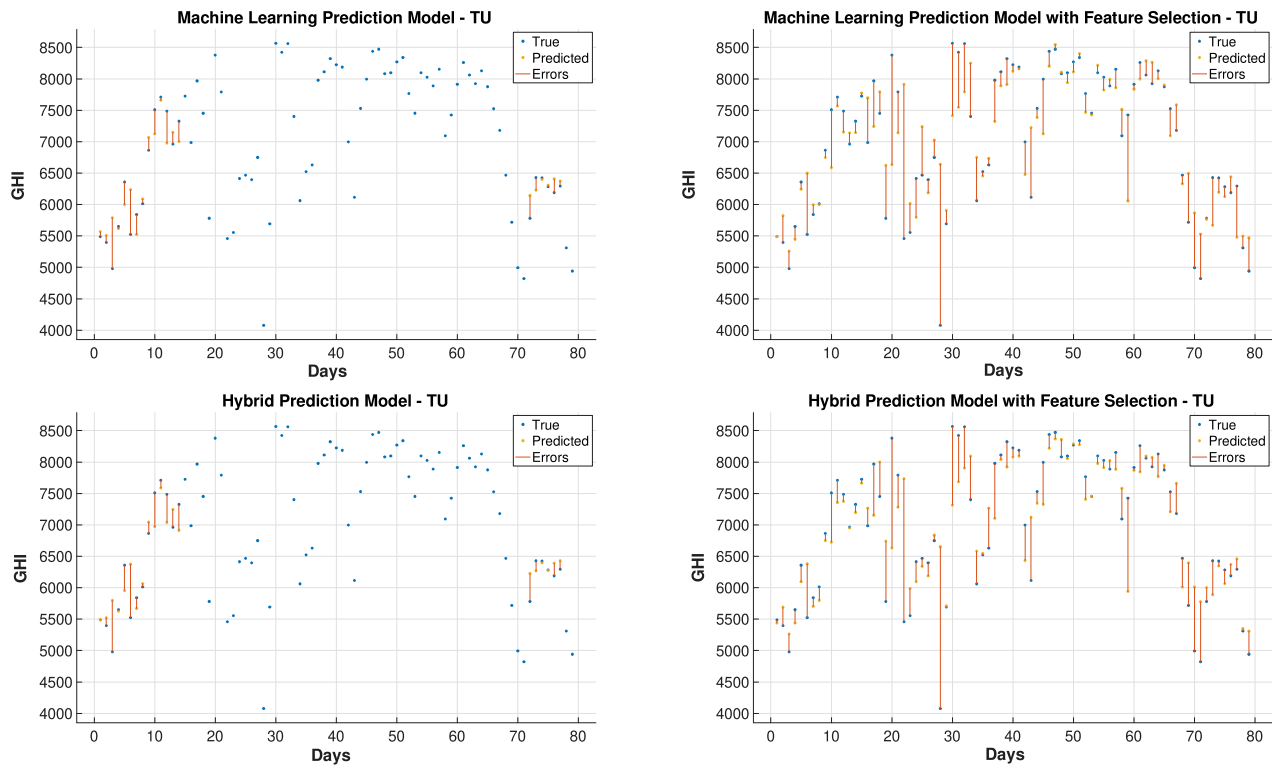 Machine Learning Prediction Model - TU
8500
8000
7500
7000
6500
6000
5500
5000
4500
4000
GHI
0 10 20 30 40 50 60 70 80
Days
True
Predicted
Errors
Machine Learning Prediction Model with Feature Selection - TU
8500
8000
7500
7000
6500
6000
5500
5000
4500
4000
GHI
0 10 20 30 40 50 60 70 80
Days
True
Predicted
Errors
Hybrid Prediction Model - TU
8500
8000
7500
7000
6500
6000
5500
5000
4500
4000
GHI
0 10 20 30 40 50 60 70 80
Days
True
Predicted
Errors
Hybrid Prediction Model with Feature Selection - TU
8500
8000
7500
7000
6500
6000
5500
5000
4500
4000
GHI
0 10 20 30 40 50 60 70 80
Days
True
Predicted
Errors